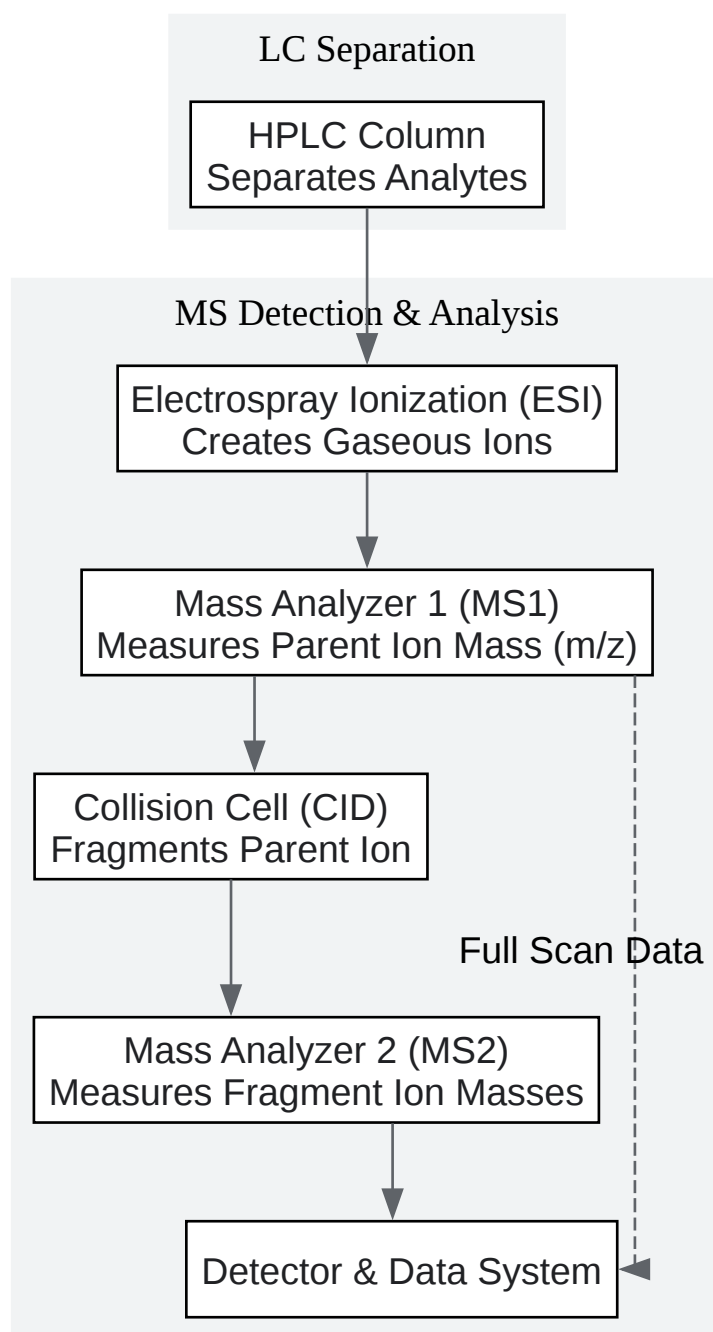 LC Separation
HPLC Column
Separates Analytes
MS Detection & Analysis
Electrospray Ionization (ESI)
Creates Gaseous Ions
Mass Analyzer 1 (MS1)
Measures Parent Ion Mass (m/z)
Collision Cell (CID)
Fragments Parent Ion
Full Scan Data
Mass Analyzer 2 (MS2)
Measures Fragment Ion Masses
Detector & Data System